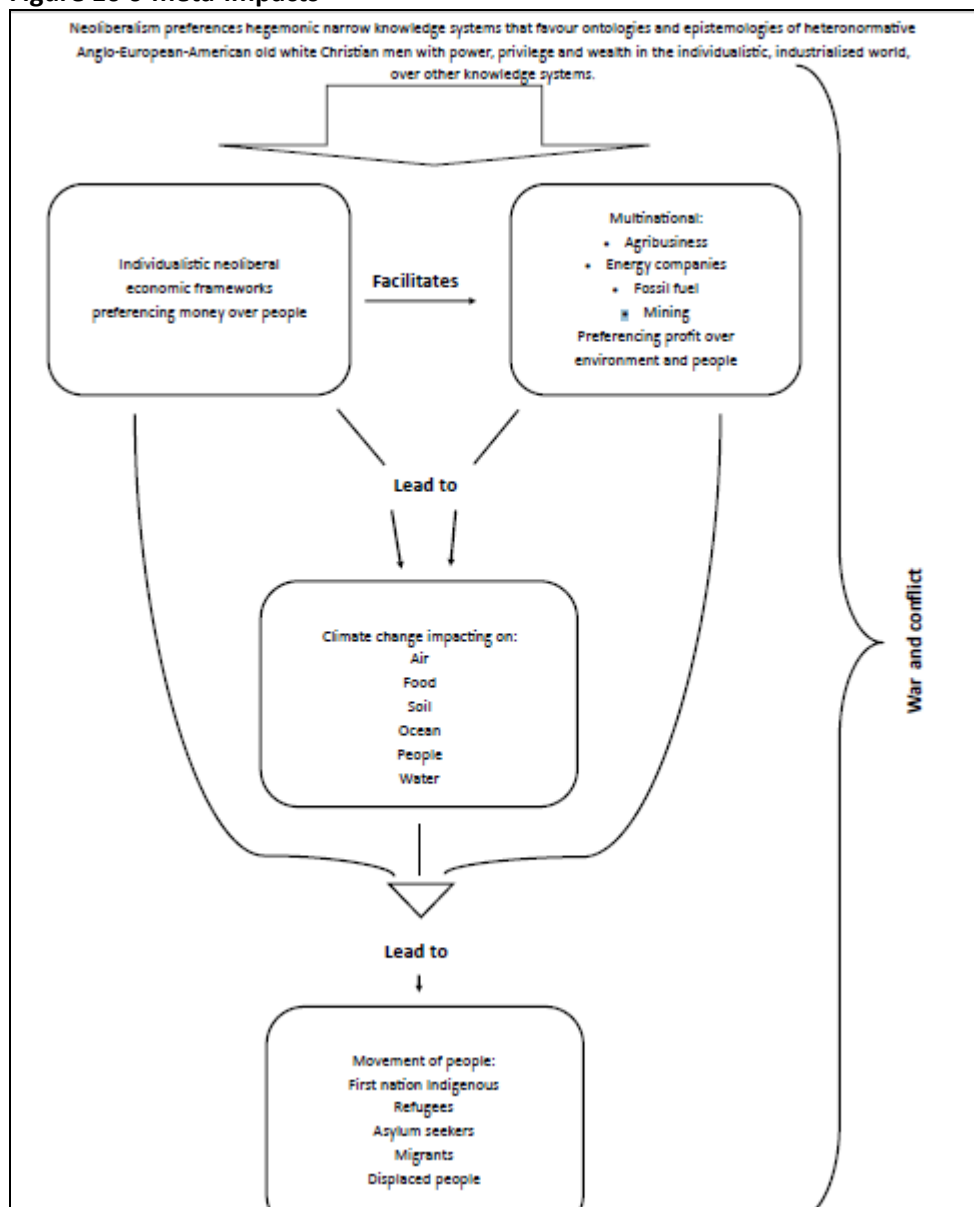 Neoliberalism preferences hegemonic narrow knowledge systems that favour ontologies and epistemologies of heteronormative
Anglo-European-American old white Christian men with power, privilege and wealth in the individualistic, industrialised world,
over other knowledge systems.
Individualistic neoliberal
economic frameworks
preferencing money over people
Facilitates
Multinational:
• Agribusiness
• Energy companies
• Fossil fuel
• Mining
Preferencing profit over
environment and people
Lead to
Climate change impacting on:
Air
Food
Soil
Ocean
People
Water
War and conflict
Lead to
Movement of people:
First nation Indigenous
Refugees
Asylum seekers
Migrants
Displaced people